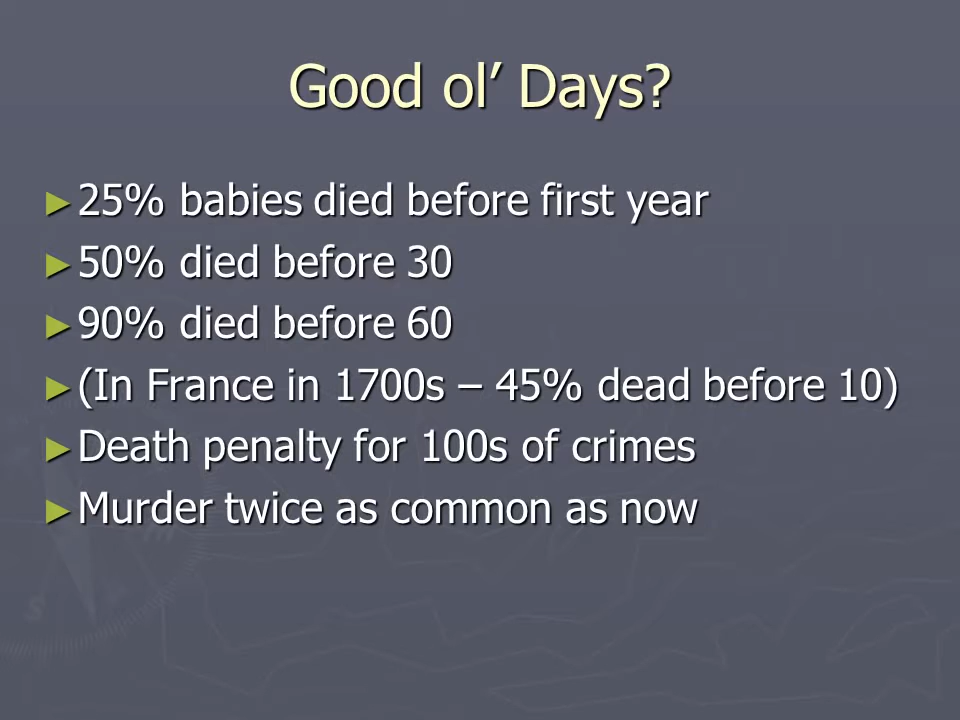 Good ol’ Days?
► 25% babies died before first year
► 50% died before 30
► 90% died before 60
► (In France in 1700s – 45% dead before 10)
► Death penalty for 100s of crimes
► Murder twice as common as now